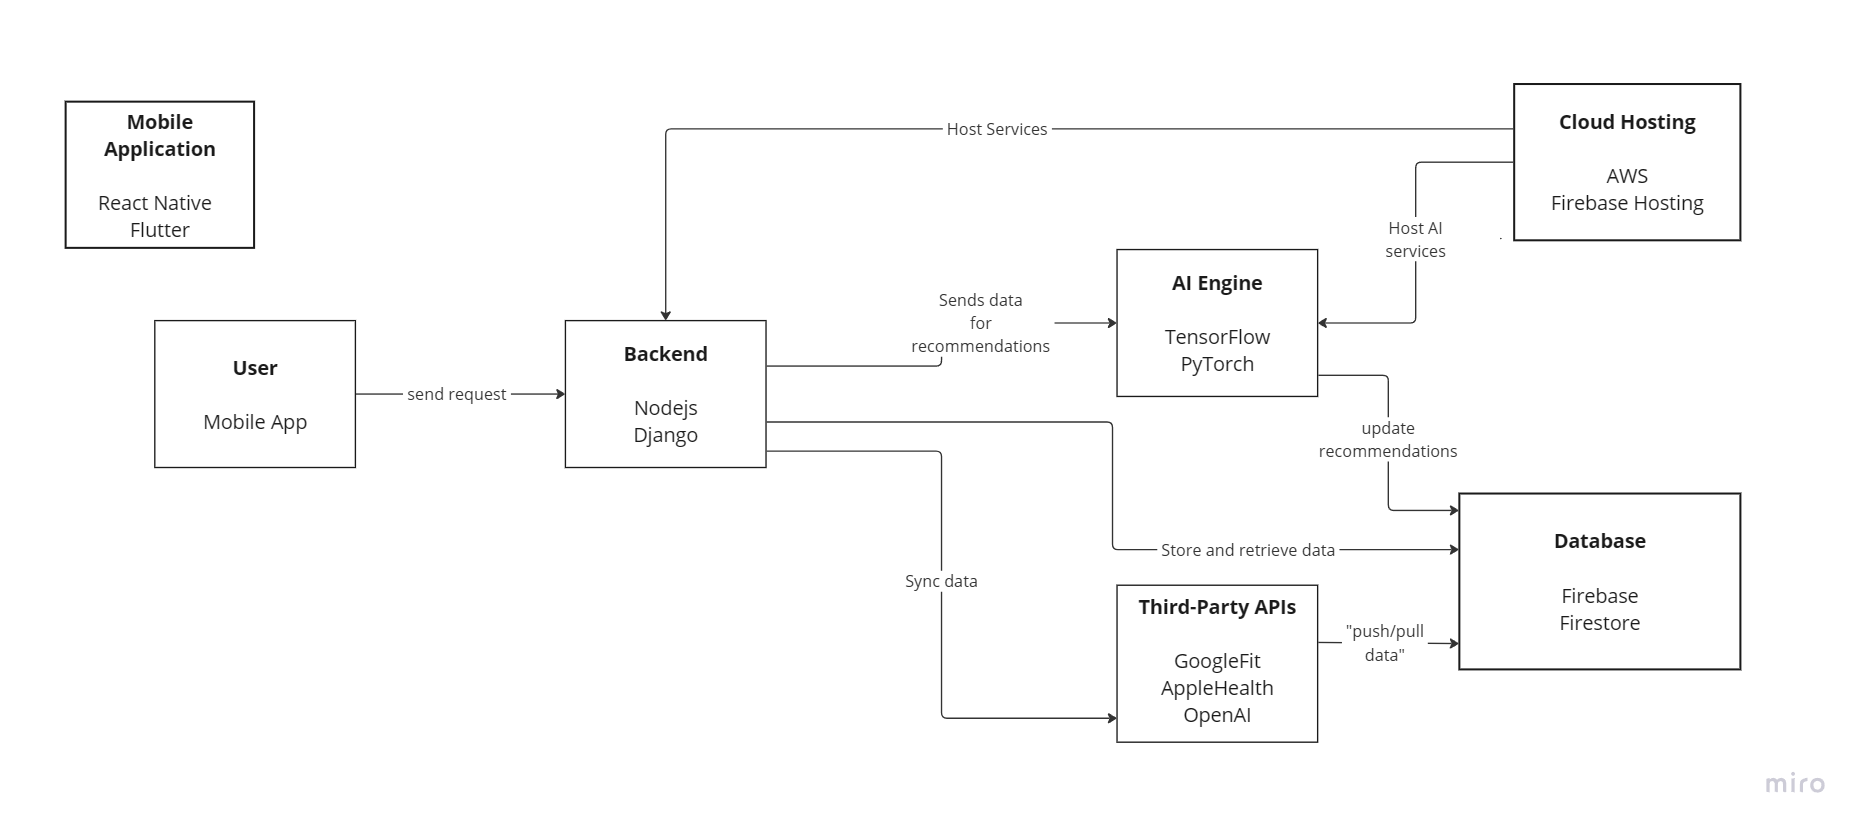 Mobile
Application
React Native
Flutter
Host Services
Cloud Hosting
AWS
Firebase Hosting
Host AI
services
User
Mobile App
send request
Backend
Nodejs
Django
Sends data
for
recommendations
AI Engine
TensorFlow
PyTorch
update
recommendations
Store and retrieve data
Sync data
Database
Firebase
Firestore
Third-Party APIs
GoogleFit
AppleHealth
OpenAI
"push/pull
data"
miro